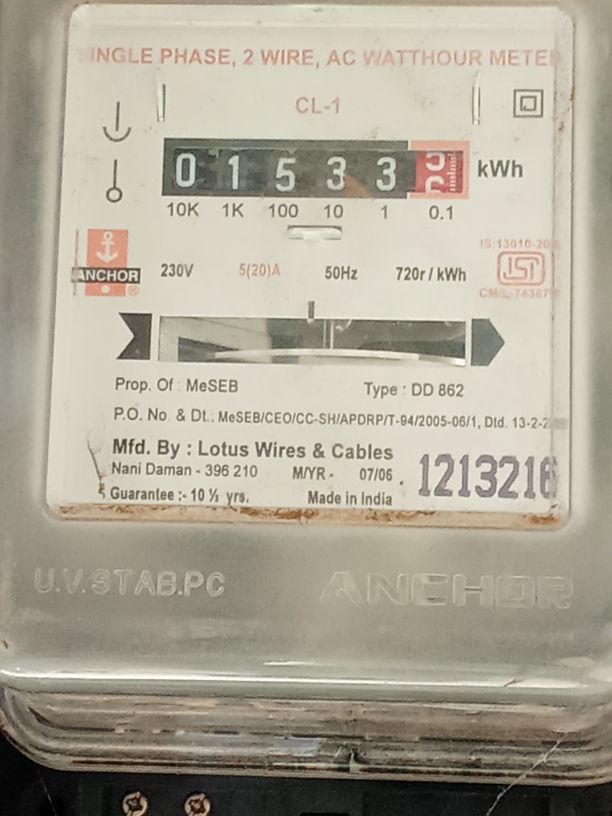 SINGLE PHASE, 2 WIRE, AC WATTHOUR METER
CL-1
0 1 5 3 3 kWh
10K 1K 100 10 1 0.1
ANCHOR ® 230V 5(20)A 50Hz 720r / kWh
ISI
Prop. Of : MeSEB Type : DD 862
P.O. No. & Dt.: MeSEB/CEO/CC-SH/APDRP/T-94/2005-06/1, Dtd. 13-2-
Mfd. By : Lotus Wires & Cables
Nani Daman - 396 210 M/YR - 07/06 . 1213216
Guarantee :- 10 ½ yrs. Made in India
U.V.STAB.PC ANCHOR